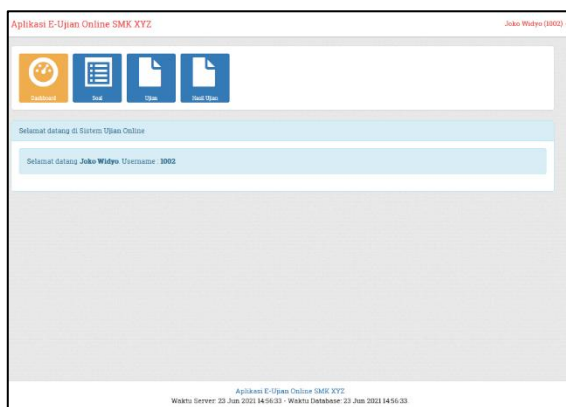 Aplikasi E-Ujian Online SMK XYZ
Joko Widyo (1002)
Dashboard
Soal
Ujian
Hasil Ujian
Selamat datang di Sistem Ujian Online
Selamat datang Joko Widyo. Username : 1002
Aplikasi E-Ujian Online SMK XYZ
Waktu Server: 23 Jun 2021 14:56:33 - Waktu Database: 23 Jun 2021 14:56:33.